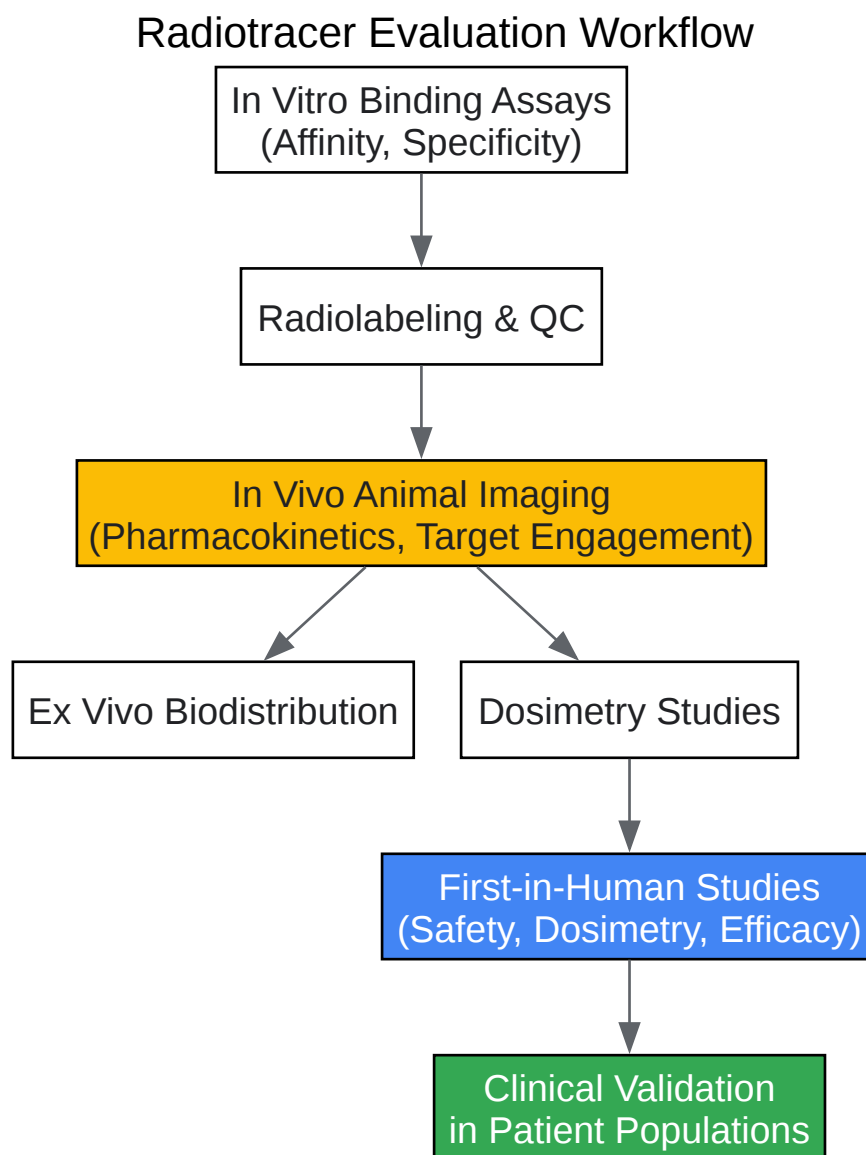 Radiotracer Evaluation Workflow
In Vitro Binding Assays
(Affinity, Specificity)
Radiolabeling & QC
In Vivo Animal Imaging
(Pharmacokinetics, Target Engagement)
Ex Vivo Biodistribution
Dosimetry Studies
First-in-Human Studies
(Safety, Dosimetry, Efficacy)
Clinical Validation
in Patient Populations